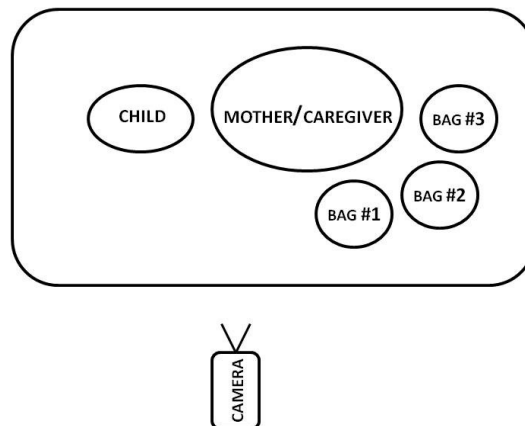 CHILD
MOTHER/CAREGIVER
BAG #3
BAG #2
BAG #1
CAMERA